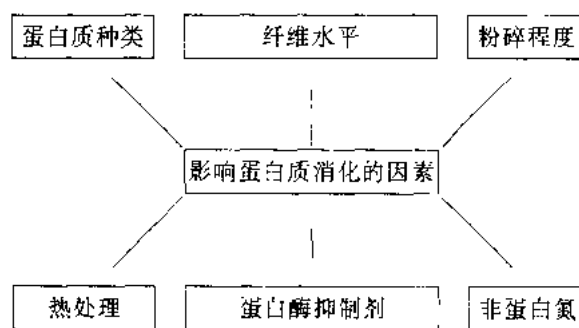 蛋白质种类
纤维水平
粉碎程度
影响蛋白质消化的因素
热处理
蛋白酶抑制剂
非蛋白氮